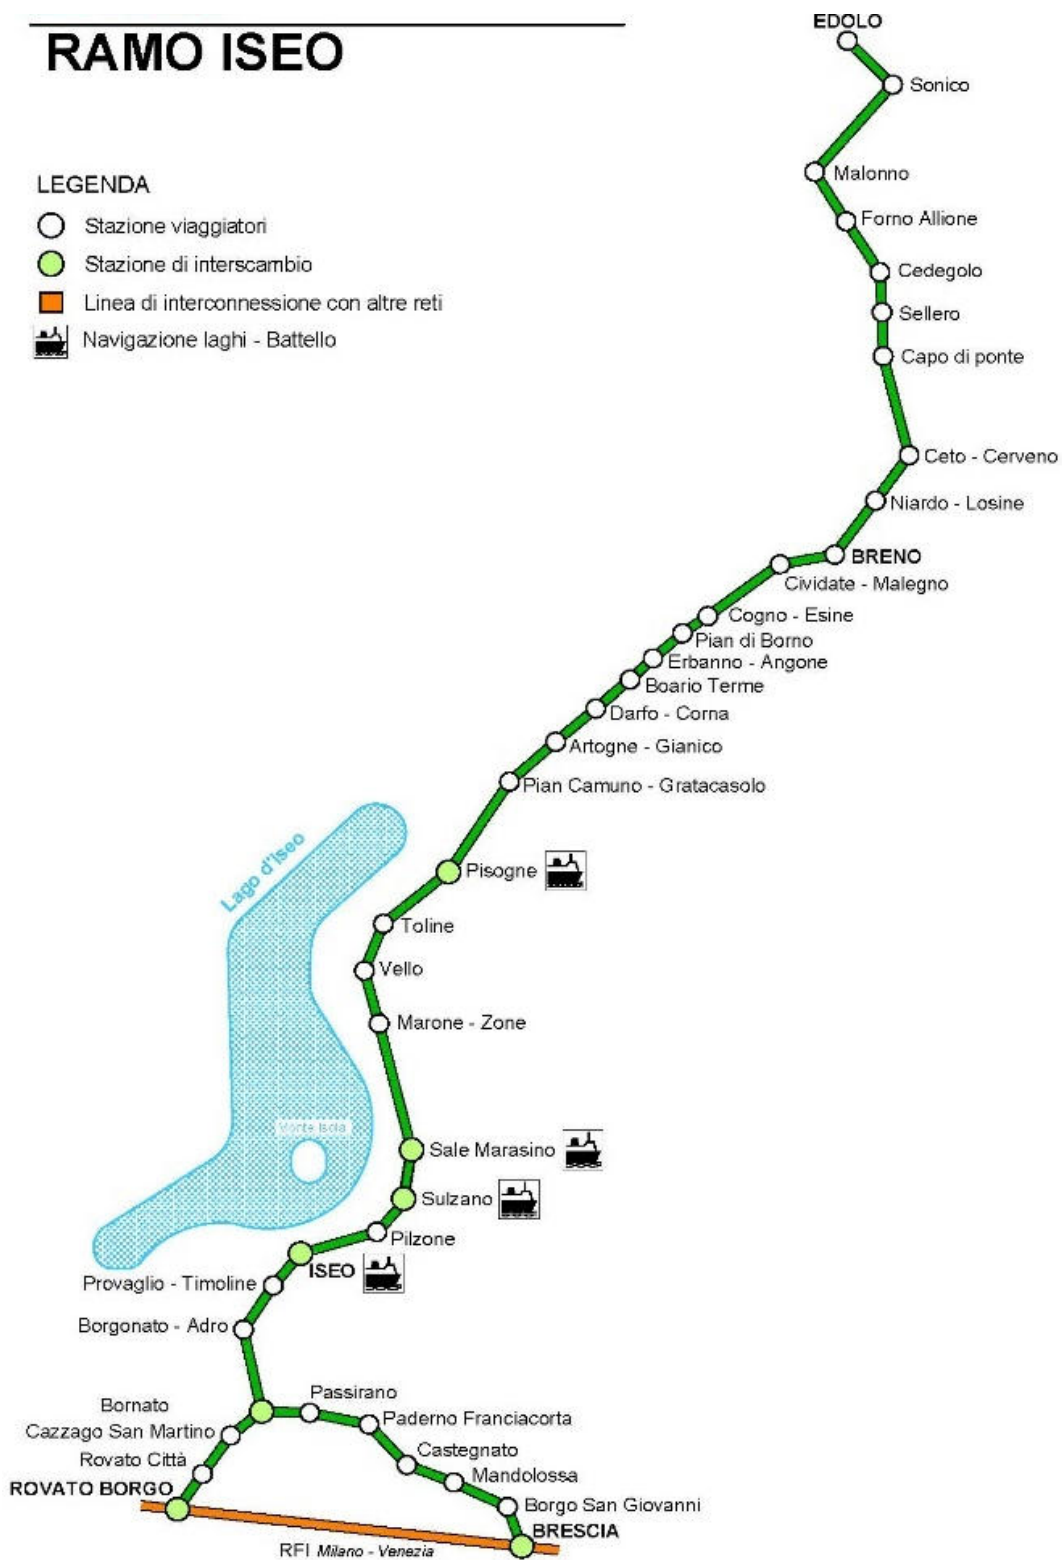 RAMO ISEO
LEGENDA
Stazione viaggiatori
Stazione di interscambio
Linea di interconnessione con altre reti
Navigazione laghi - Battello
EDOLO
Sonico
Malonno
Forno Allione
Cedegolo
Sellero
Capo di ponte
Ceto - Cerveno
Niardo - Losine
BRENO
Cividate - Malegno
Cogno - Esine
Pian di Borno
Erbanno - Angone
Boario Terme
Darfo - Corna
Artogne - Gianico
Pian Camuno - Gratacasolo
Lago d'Iseo
Pisogne
Toline
Vello
Marone - Zone
Monte Isola
Sale Marasino
Sulzano
Pilzone
ISEO
Provaglio - Timoline
Borgonato - Adro
Bornato
Passirano
Paderno Franciacorta
Cazzago San Martino
Castegnato
Rovato Città
Mandolossa
ROVATO BORGO
Borgo San Giovanni
BRESCIA
RFI Milano - Venezia